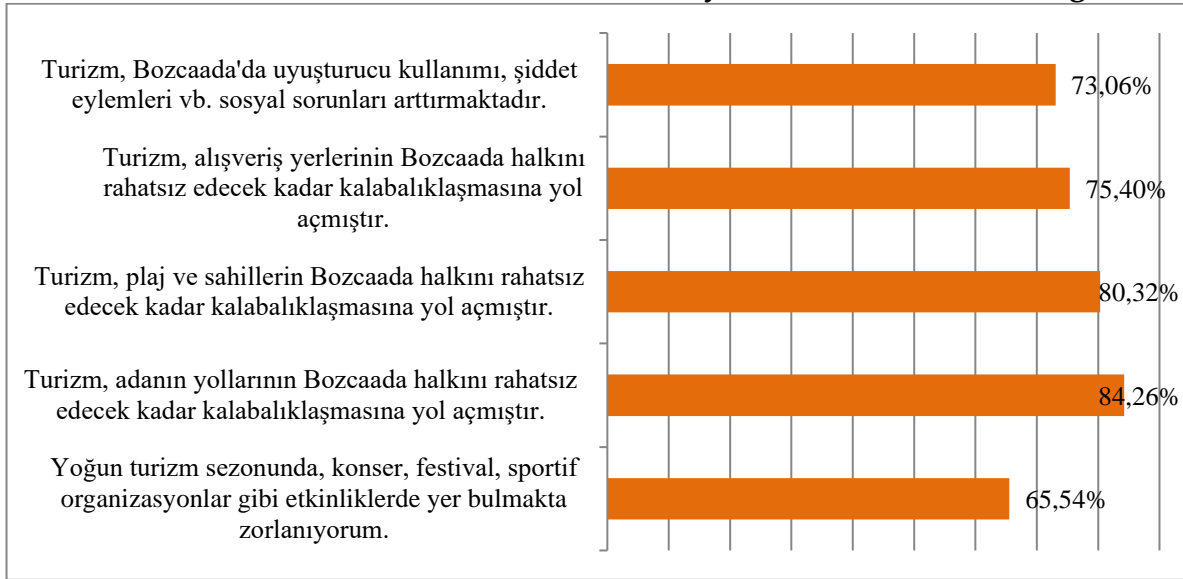 Turizm, Bozcaada'da uyuşturucu kullanımı, şiddet
eylemleri vb. sosyal sorunları arttırmaktadır.
73,06%
Turizm, alışveriş yerlerinin Bozcaada halkını
rahatsız edecek kadar kalabalıklaşmasına yol
açmıştır.
75,40%
Turizm, plaj ve sahillerin Bozcaada halkını rahatsız
edecek kadar kalabalıklaşmasına yol açmıştır.
80,32%
Turizm, adanın yollarının Bozcaada halkını rahatsız
edecek kadar kalabalıklaşmasına yol açmıştır.
84,26%
Yoğun turizm sezonunda, konser, festival, sportif
organizasyonlar gibi etkinliklerde yer bulmakta
zorlanıyorum.
65,54%